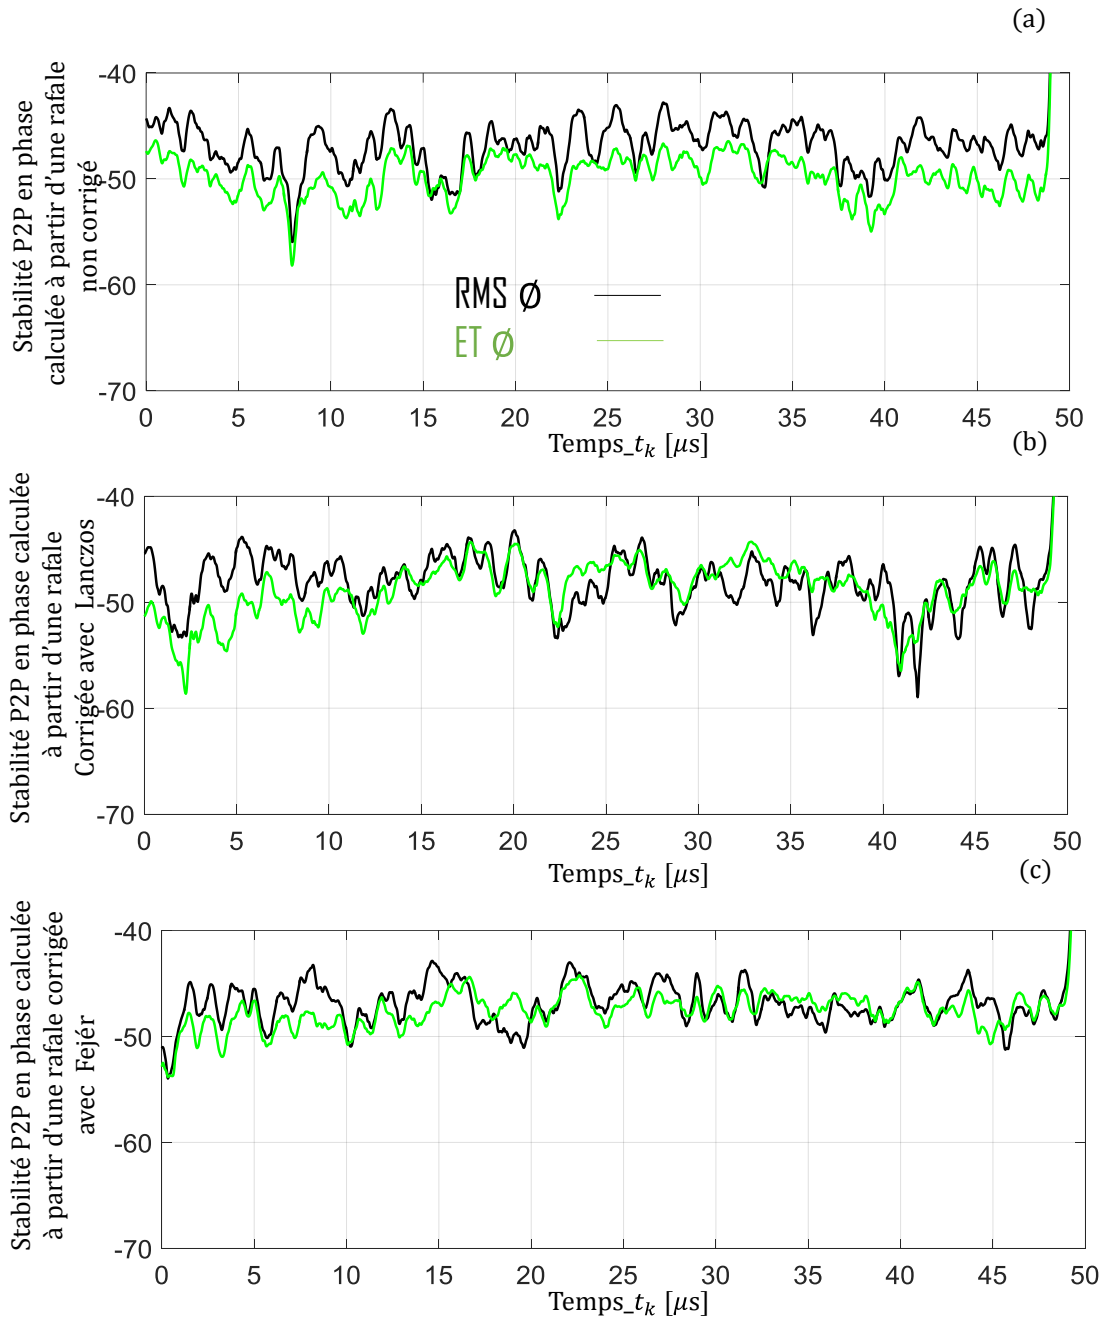 (a)
Stabilité P2P en phase
calculée à partir d'une rafale
non corrigé
-40
-50
-60
-70
RMS Ø
ET Ø
0 5 10 15 20 25 30 35 40 45 50
Temps_tₖ [μs]
(b)
Stabilité P2P en phase calculée
à partir d'une rafale
Corrigée avec Lanczos
-40
-50
-60
-70
0 5 10 15 20 25 30 35 40 45 50
Temps_tₖ [μs]
(c)
Stabilité P2P en phase calculée
à partir d'une rafale corrigée
avec Fejér
-40
-50
-60
-70
0 5 10 15 20 25 30 35 40 45 50
Temps_tₖ [μs]